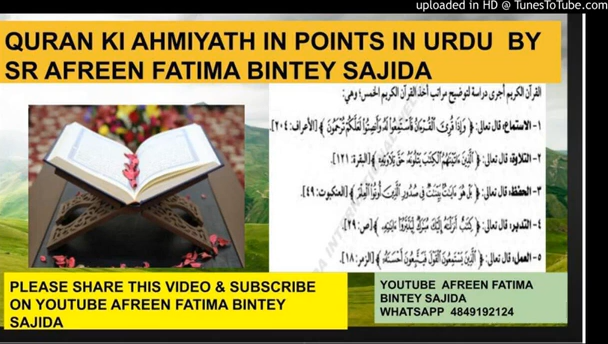 uploaded in HD @ TunesToTube.com
QURAN KI AHMIYATH IN POINTS IN URDU BY
SR AFREEN FATIMA BINTEY SAJIDA
القرآن الكريم أجرى دراسة لتوضيح مراتب أخذ القرآن الكريم الخمس؛ وهي:
١- الاستماع، قال تعالى: ﴿ وَإِذَا قُرِئَ الْقُرْءَانُ فَاسْتَمِعُوا لَهُ وَأَنصِتُوا لَعَلَّكُمْ تُرْحَمُونَ ﴾ [الأعراف: ٢٠٤].
٢- التلاوة، قال تعالى: ﴿ الَّذِينَ ءَاتَيْنَاهُمُ الْكِتَابَ يَتْلُونَهُ حَقَّ تِلَاوَتِهِ ﴾ [البقرة: ١٢١].
٣- الحفظ، قال تعالى: ﴿ بَلْ هُوَ ءَايَاتٌ بَيِّنَاتٌ فِي صُدُورِ الَّذِينَ أُوتُوا الْعِلْمَ ﴾ [العنكبوت: ٤٩].
٤- التدبر، قال تعالى: ﴿ كِتَابٌ أَنزَلْنَاهُ إِلَيْكَ مُبَارَكٌ لِيَدَّبَّرُوا ءَايَاتِهِ ﴾ [ص: ٢٩].
٥- العمل، قال تعالى: ﴿ الَّذِينَ يَسْتَمِعُونَ الْقَوْلَ فَيَتَّبِعُونَ أَحْسَنَهُ ﴾ [الزمر: ١٨].
PLEASE SHARE THIS VIDEO & SUBSCRIBE
ON YOUTUBE AFREEN FATIMA BINTEY
SAJIDA
YOUTUBE AFREEN FATIMA
BINTEY SAJIDA
WHATSAPP 4849192124